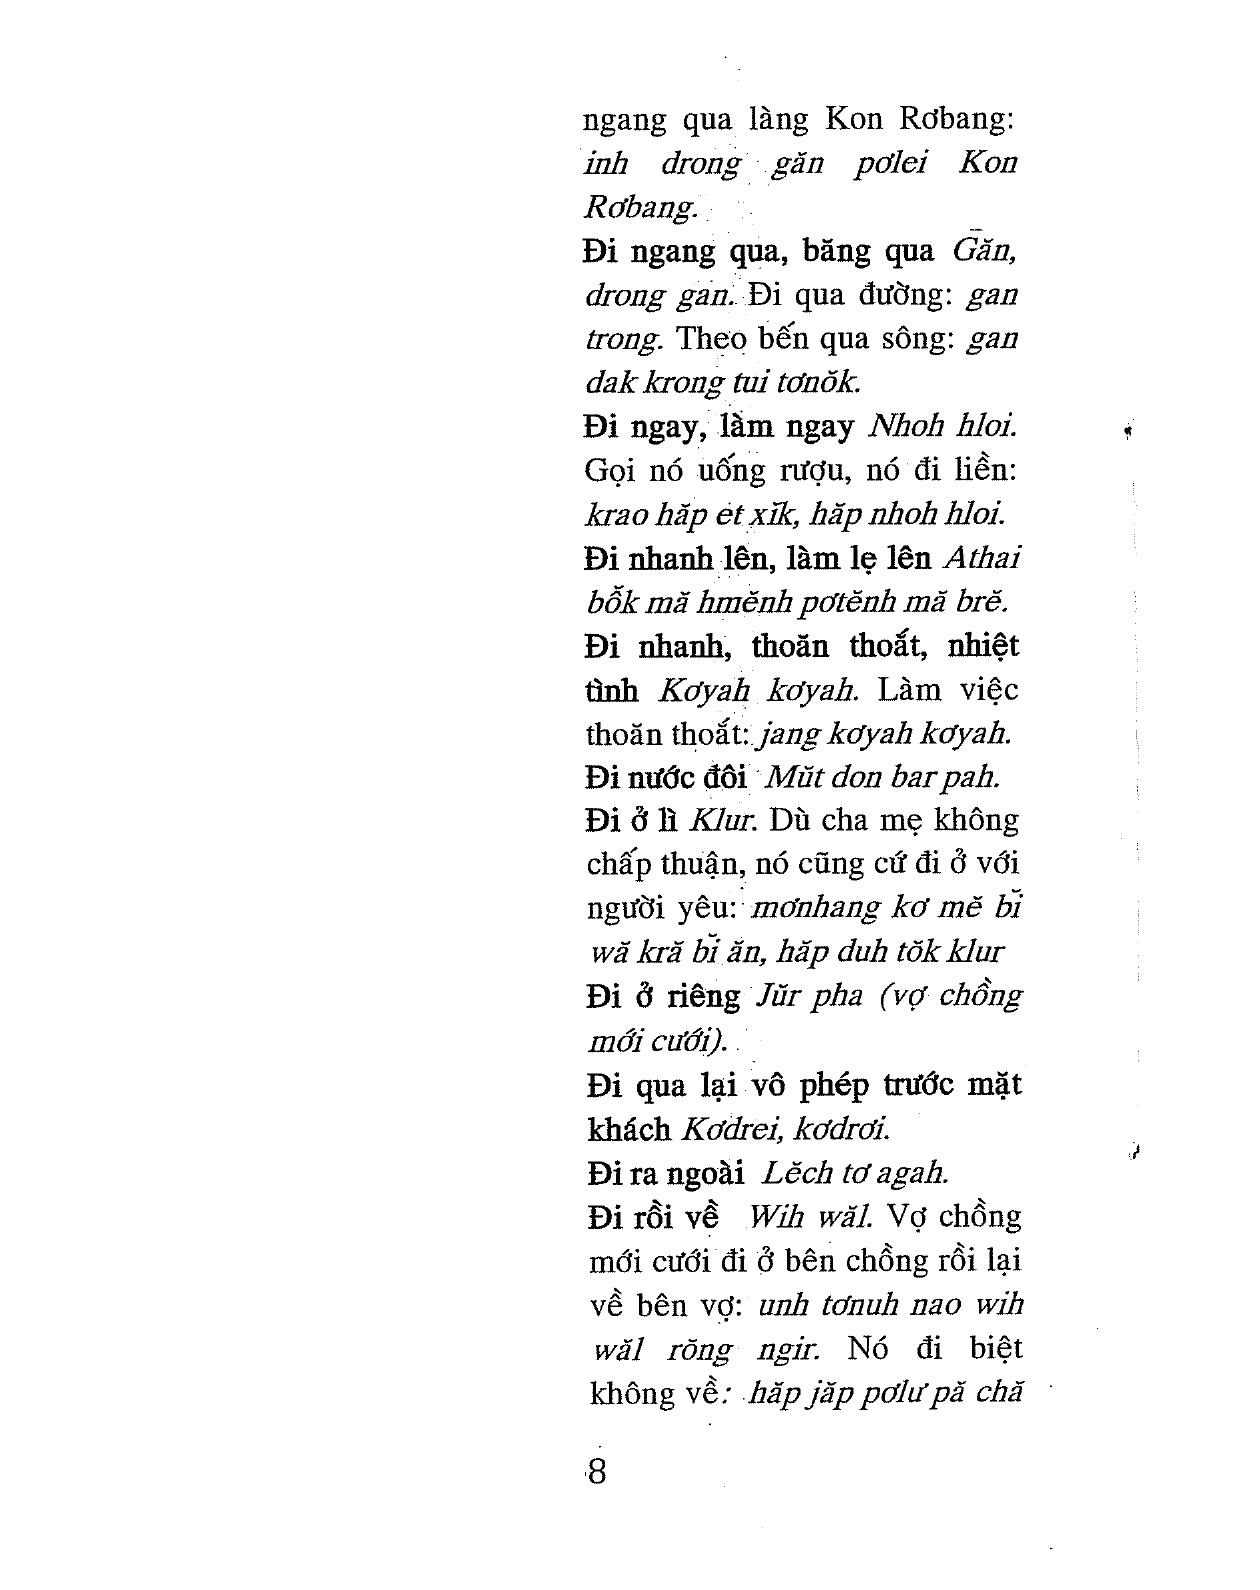 ngang qua làng Kon Rơbang:
inh drong găn pơlei Kon
Rơbang.
Đi ngang qua, băng qua Găn,
drong gan. Đi qua đường: gan
trong. Theo bến qua sông: gan
dak krong tui tơnŏk.
Đi ngay, làm ngay Nhoh hloi.
Gọi nó uống rượu, nó đi liền:
krao hăp ĕt xĭk, hăp nhoh hloi.
Đi nhanh lên, làm lẹ lên Athai
bŏ̆k mă hmĕnh pơtĕnh mă brĕ.
Đi nhanh, thoăn thoắt, nhiệt
tình Kơyah kơyah. Làm việc
thoăn thoắt: jang kơyah kơyah.
Đi nước đôi Mŭt don bar pah.
Đi ở lì Klur. Dù cha mẹ không
chấp thuận, nó cũng cứ đi ở với
người yêu: mơnhang kơ mĕ bĭ
wă kră bĭ ăn, hăp duh tŏk klur
Đi ở riêng Jŭr pha (vợ chồng
mới cưới).
Đi qua lại vô phép trước mặt
khách Kơdrei, kơdrơi.
Đi ra ngoài Lĕch tơ agah.
Đi rồi về Wih wăl. Vợ chồng
mới cưới đi ở bên chồng rồi lại
về bên vợ: unh tơnuh nao wih
wăl rŏng ngir. Nó đi biệt
không về: hăp jăp pơlư pă chă
8